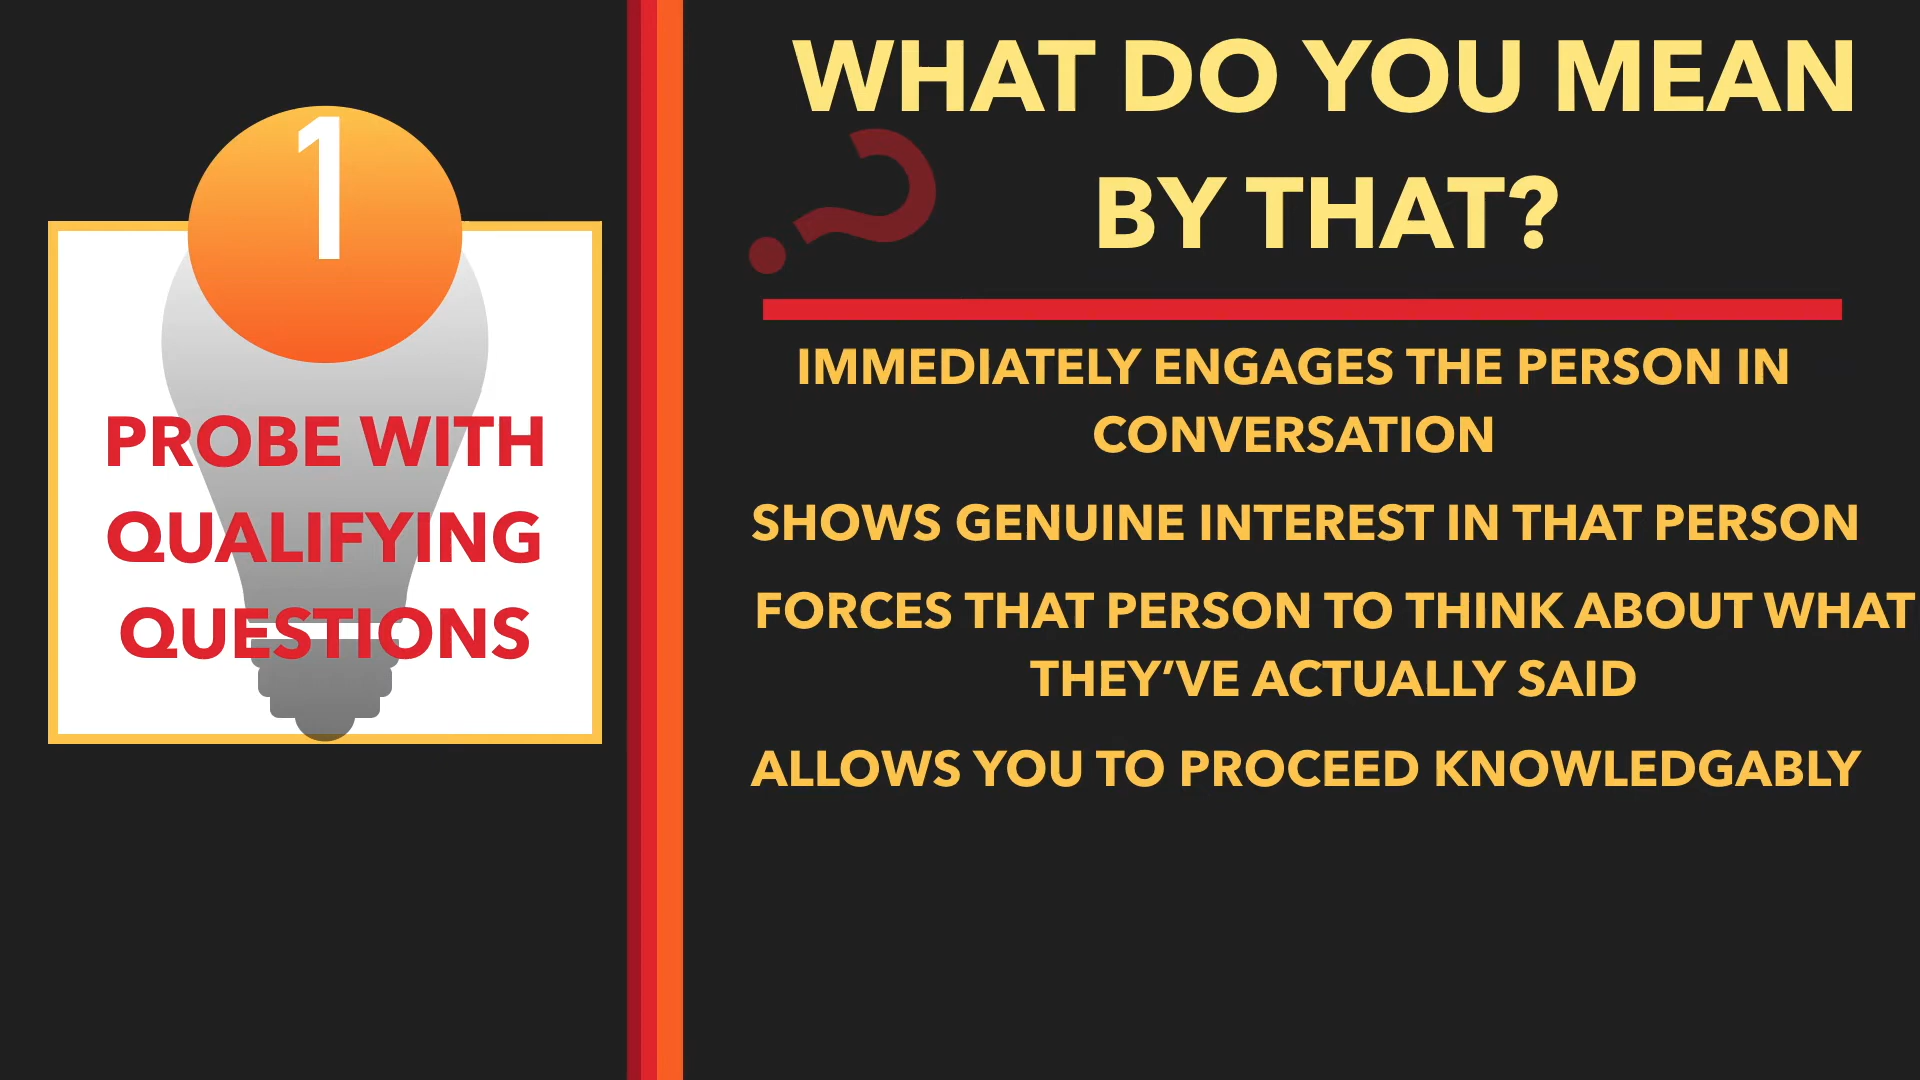 1
PROBE WITH
QUALIFYING
QUESTIONS
WHAT DO YOU MEAN
BY THAT?
?
IMMEDIATELY ENGAGES THE PERSON IN
CONVERSATION
SHOWS GENUINE INTEREST IN THAT PERSON
FORCES THAT PERSON TO THINK ABOUT WHAT
THEY’VE ACTUALLY SAID
ALLOWS YOU TO PROCEED KNOWLEDGABLY